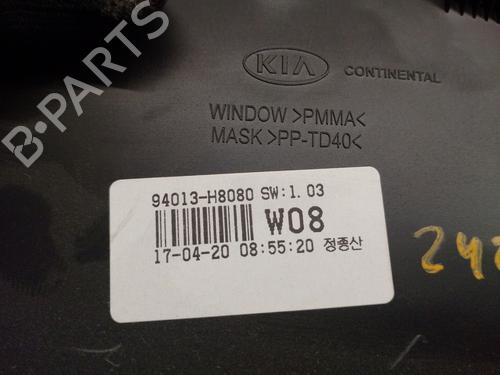 KIA CONTINENTAL
WINDOW >PMMA<
MASK >PP-TD40<
94013-H8080 SW:1.03
W08
17-04-20 08:55:20 정종산
B-PARTS